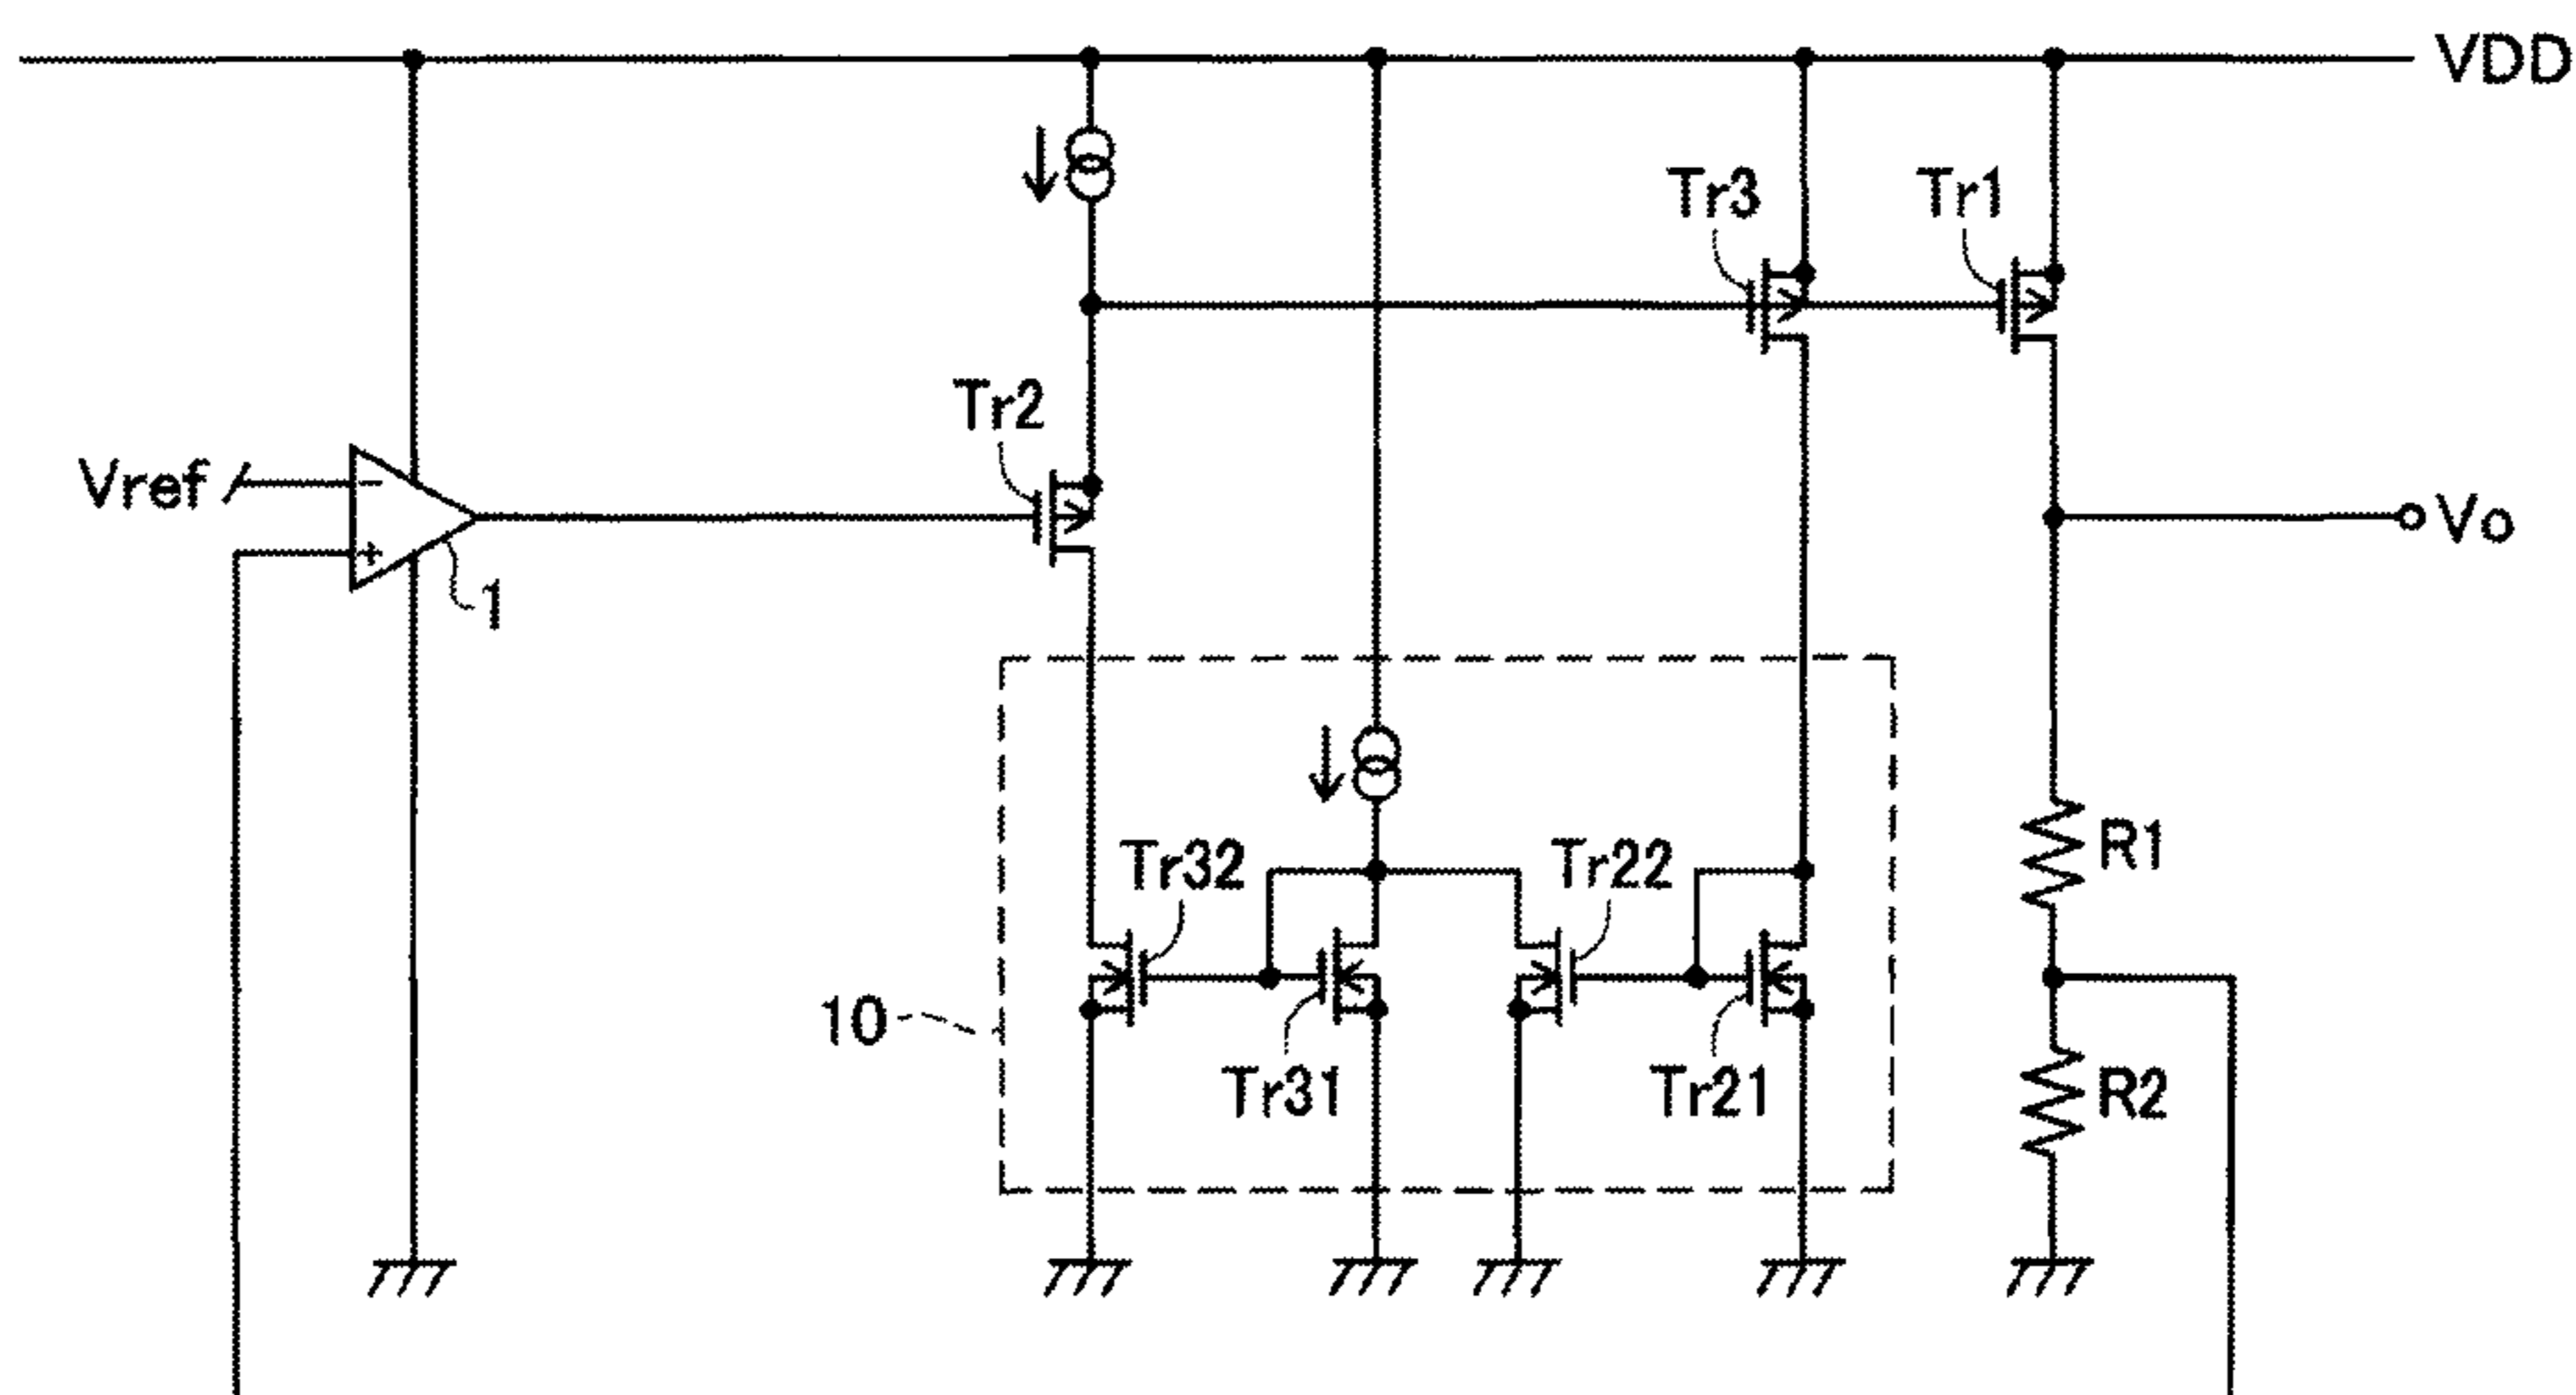 VDD
Tr3
Tr1
Tr2
Vref
−
+
1
Vo
Tr32
Tr22
R1
10
Tr31
Tr21
R2